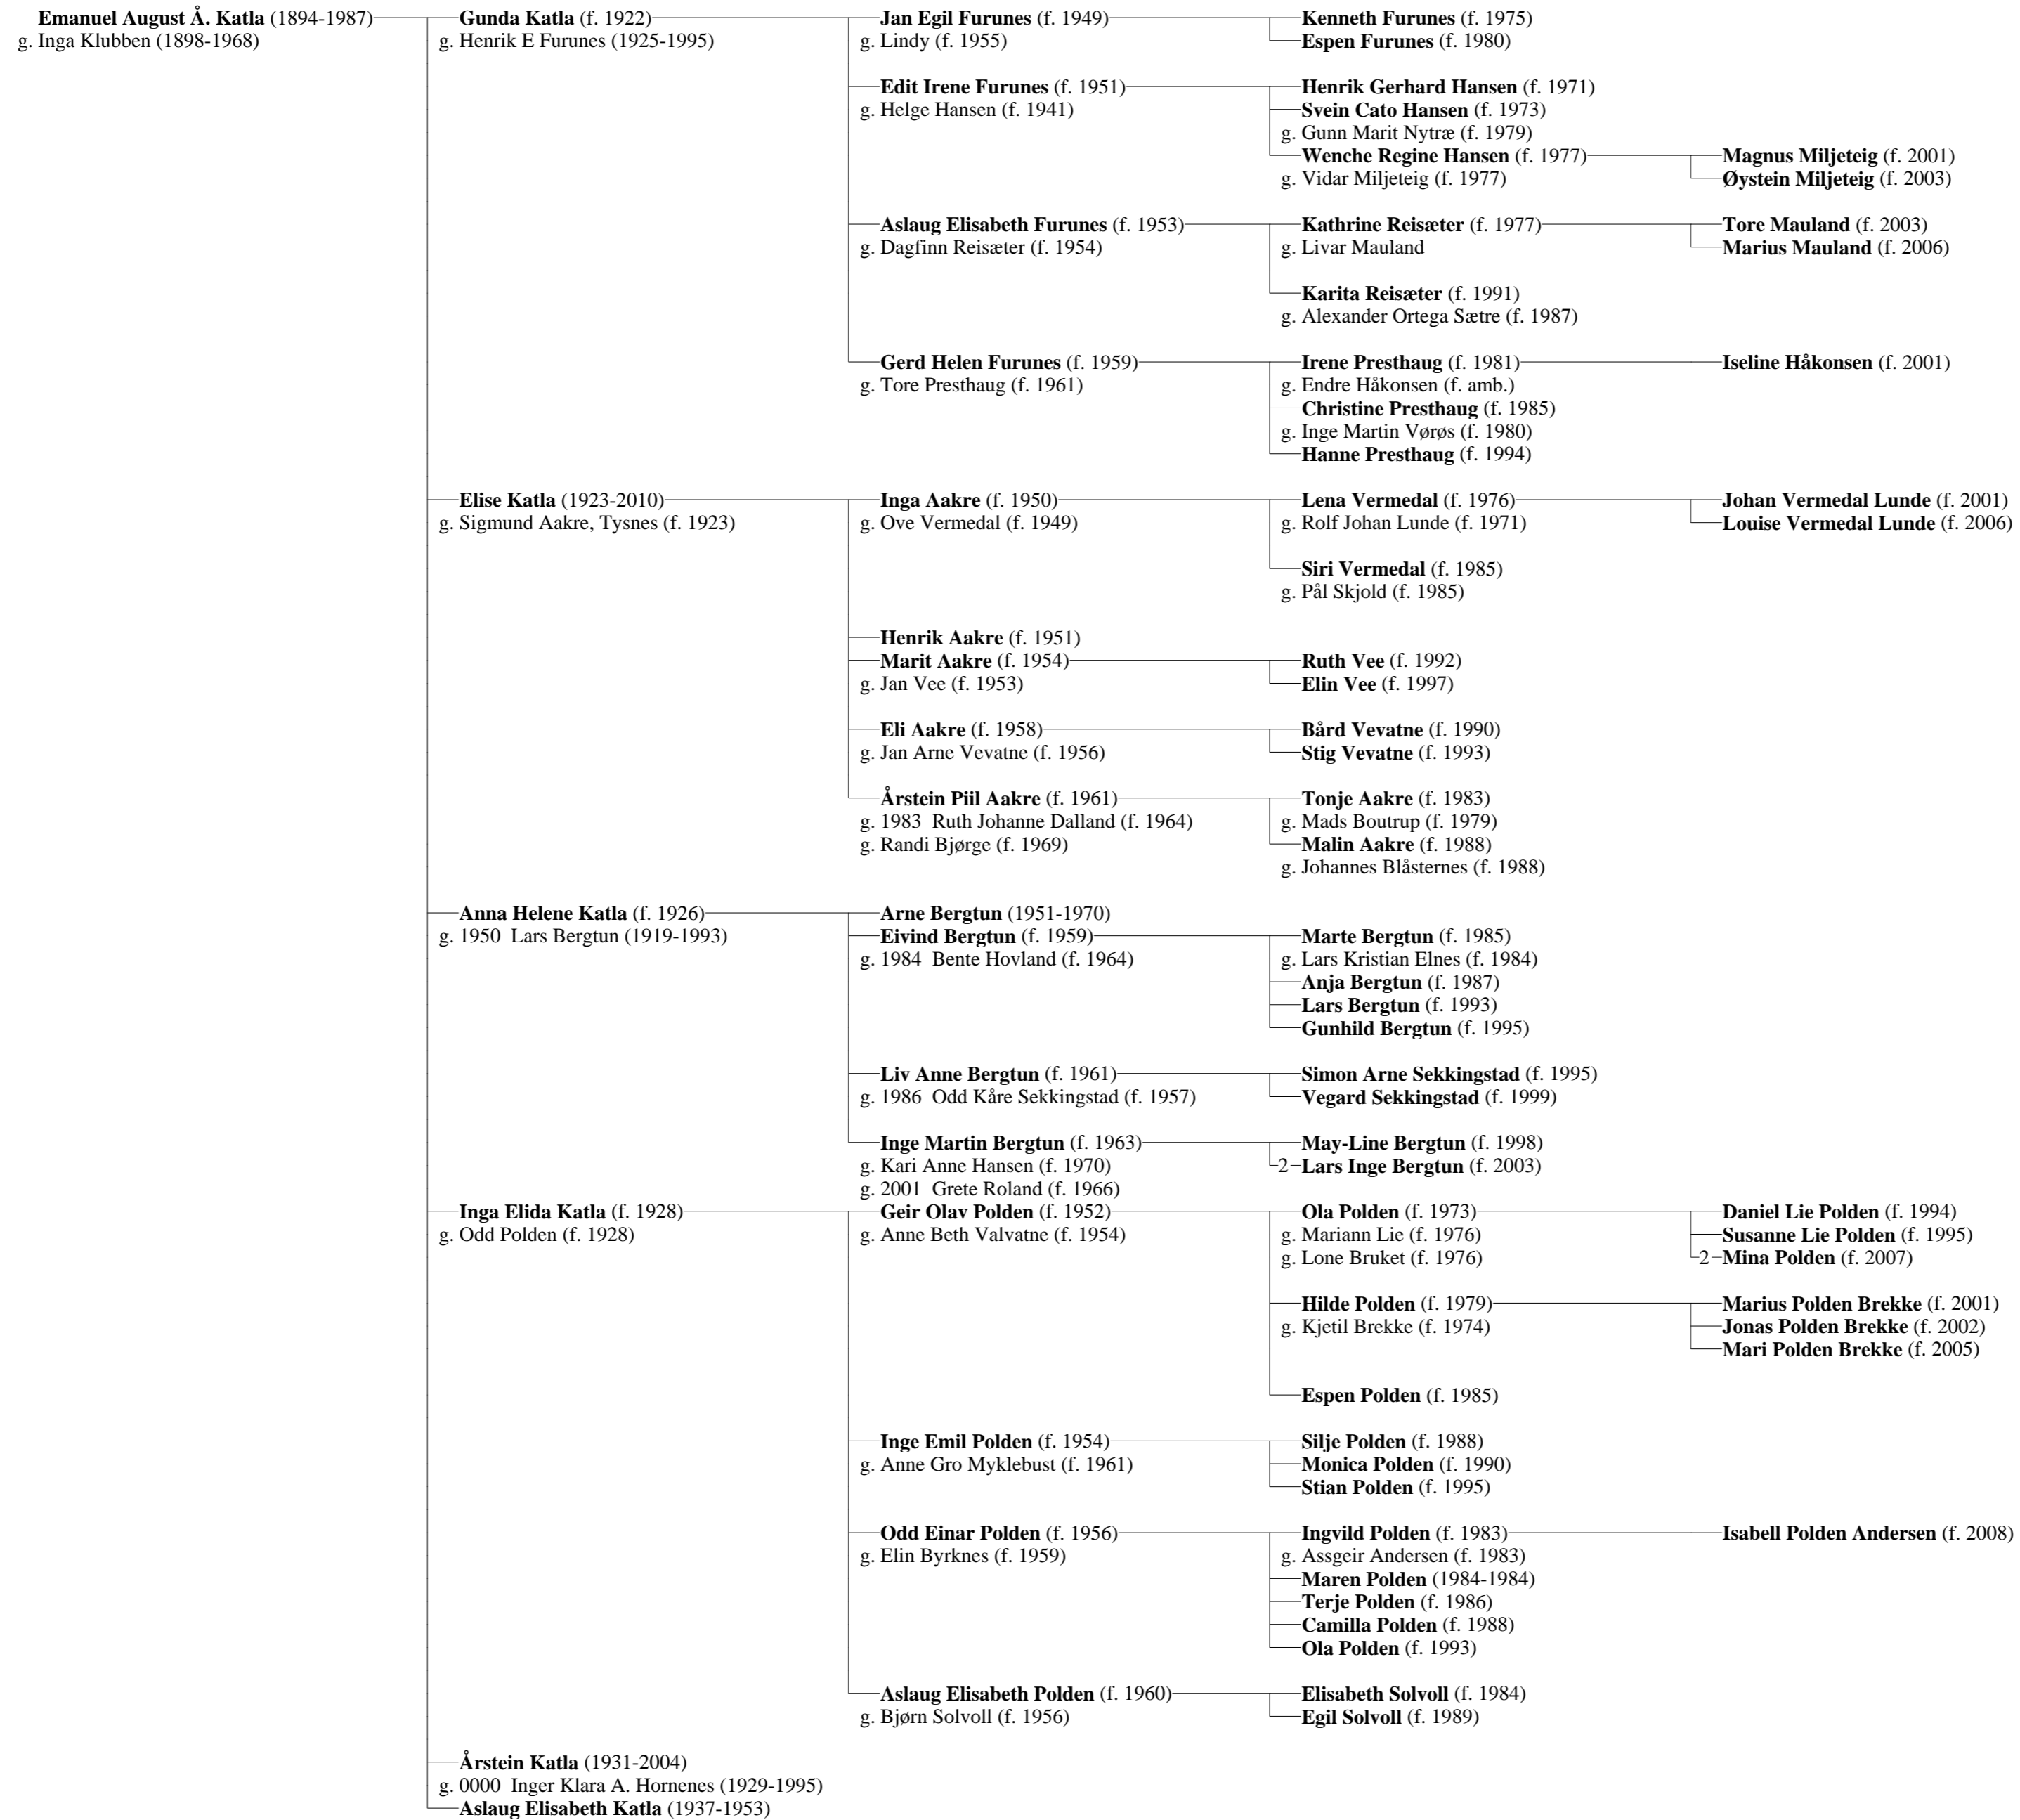 Emanuel August Å. Katla (1894-1987) Gunda Katla (f. 1922) Jan Egil Furunes (f. 1949) Kenneth Furunes (f. 1975)
g. Inga Klubben (1898-1968) g. Henrik E Furunes (1925-1995) g. Lindy (f. 1955) Espen Furunes (f. 1980)
Edit Irene Furunes (f. 1951) Henrik Gerhard Hansen (f. 1971)
g. Helge Hansen (f. 1941) Svein Cato Hansen (f. 1973)
g. Gunn Marit Nytræ (f. 1979)
Wenche Regine Hansen (f. 1977) Magnus Miljeteig (f. 2001)
g. Vidar Miljeteig (f. 1977) Øystein Miljeteig (f. 2003)
Aslaug Elisabeth Furunes (f. 1953) Kathrine Reisæter (f. 1977) Tore Mauland (f. 2003)
g. Dagfinn Reisæter (f. 1954) g. Livar Mauland Marius Mauland (f. 2006)
Karita Reisæter (f. 1991)
g. Alexander Ortega Sætre (f. 1987)
Gerd Helen Furunes (f. 1959) Irene Presthaug (f. 1981) Iseline Håkonsen (f. 2001)
g. Tore Presthaug (f. 1961) g. Endre Håkonsen (f. amb.)
Christine Presthaug (f. 1985)
g. Inge Martin Vørøs (f. 1980)
Hanne Presthaug (f. 1994)
Elise Katla (1923-2010) Inga Aakre (f. 1950) Lena Vermedal (f. 1976) Johan Vermedal Lunde (f. 2001)
g. Sigmund Aakre, Tysnes (f. 1923) g. Ove Vermedal (f. 1949) g. Rolf Johan Lunde (f. 1971) Louise Vermedal Lunde (f. 2006)
Siri Vermedal (f. 1985)
g. Pål Skjold (f. 1985)
Henrik Aakre (f. 1951)
Marit Aakre (f. 1954) Ruth Vee (f. 1992)
g. Jan Vee (f. 1953) Elin Vee (f. 1997)
Eli Aakre (f. 1958) Bård Vevatne (f. 1990)
g. Jan Arne Vevatne (f. 1956) Stig Vevatne (f. 1993)
Årstein Piil Aakre (f. 1961) Tonje Aakre (f. 1983)
g. 1983 Ruth Johanne Dalland (f. 1964) g. Mads Boutrup (f. 1979)
g. Randi Bjørge (f. 1969) Malin Aakre (f. 1988)
g. Johannes Blåsternes (f. 1988)
Anna Helene Katla (f. 1926) Arne Bergtun (1951-1970)
g. 1950 Lars Bergtun (1919-1993) Eivind Bergtun (f. 1959) Marte Bergtun (f. 1985)
g. 1984 Bente Hovland (f. 1964) g. Lars Kristian Elnes (f. 1984)
Anja Bergtun (f. 1987)
Lars Bergtun (f. 1993)
Gunhild Bergtun (f. 1995)
Liv Anne Bergtun (f. 1961) Simon Arne Sekkingstad (f. 1995)
g. 1986 Odd Kåre Sekkingstad (f. 1957) Vegard Sekkingstad (f. 1999)
Inge Martin Bergtun (f. 1963) May-Line Bergtun (f. 1998)
g. Kari Anne Hansen (f. 1970) 2 Lars Inge Bergtun (f. 2003)
g. 2001 Grete Roland (f. 1966)
Inga Elida Katla (f. 1928) Geir Olav Polden (f. 1952) Ola Polden (f. 1973) Daniel Lie Polden (f. 1994)
g. Odd Polden (f. 1928) g. Anne Beth Valvatne (f. 1954) g. Mariann Lie (f. 1976) Susanne Lie Polden (f. 1995)
g. Lone Bruket (f. 1976) 2 Mina Polden (f. 2007)
Hilde Polden (f. 1979) Marius Polden Brekke (f. 2001)
g. Kjetil Brekke (f. 1974) Jonas Polden Brekke (f. 2002)
Mari Polden Brekke (f. 2005)
Espen Polden (f. 1985)
Inge Emil Polden (f. 1954) Silje Polden (f. 1988)
g. Anne Gro Myklebust (f. 1961) Monica Polden (f. 1990)
Stian Polden (f. 1995)
Odd Einar Polden (f. 1956) Ingvild Polden (f. 1983) Isabell Polden Andersen (f. 2008)
g. Elin Byrknes (f. 1959) g. Assgeir Andersen (f. 1983)
Maren Polden (1984-1984)
Terje Polden (f. 1986)
Camilla Polden (f. 1988)
Ola Polden (f. 1993)
Aslaug Elisabeth Polden (f. 1960) Elisabeth Solvoll (f. 1984)
g. Bjørn Solvoll (f. 1956) Egil Solvoll (f. 1989)
Årstein Katla (1931-2004)
g. 0000 Inger Klara A. Hornenes (1929-1995)
Aslaug Elisabeth Katla (1937-1953)